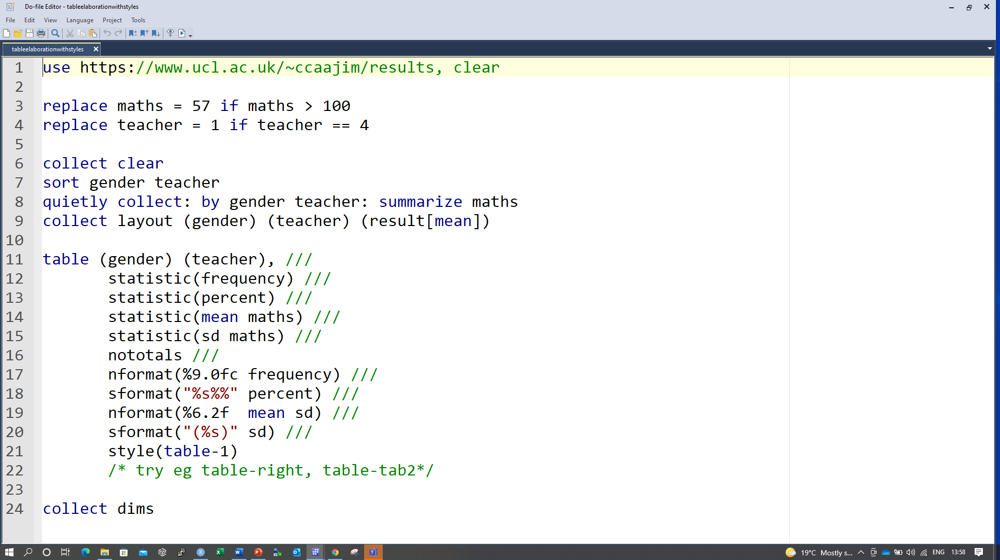 Do-file Editor - tableelaborationwithstyles
File Edit View Language Project Tools
tableelaborationwithstyles
1 use https://www.ucl.ac.uk/~ccaajim/results, clear
2
3 replace maths = 57 if maths > 100
4 replace teacher = 1 if teacher == 4
5
6 collect clear
7 sort gender teacher
8 quietly collect: by gender teacher: summarize maths
9 collect layout (gender) (teacher) (result[mean])
10
11 table (gender) (teacher), ///
12 statistic(frequency) ///
13 statistic(percent) ///
14 statistic(mean maths) ///
15 statistic(sd maths) ///
16 nototals ///
17 nformat(%9.0fc frequency) ///
18 sformat("%s%%" percent) ///
19 nformat(%6.2f  mean sd) ///
20 sformat("(%s)" sd) ///
21 style(table-1)
22 /* try eg table-right, table-tab2*/
23
24 collect dims
19°C Mostly s... ENG 13:58